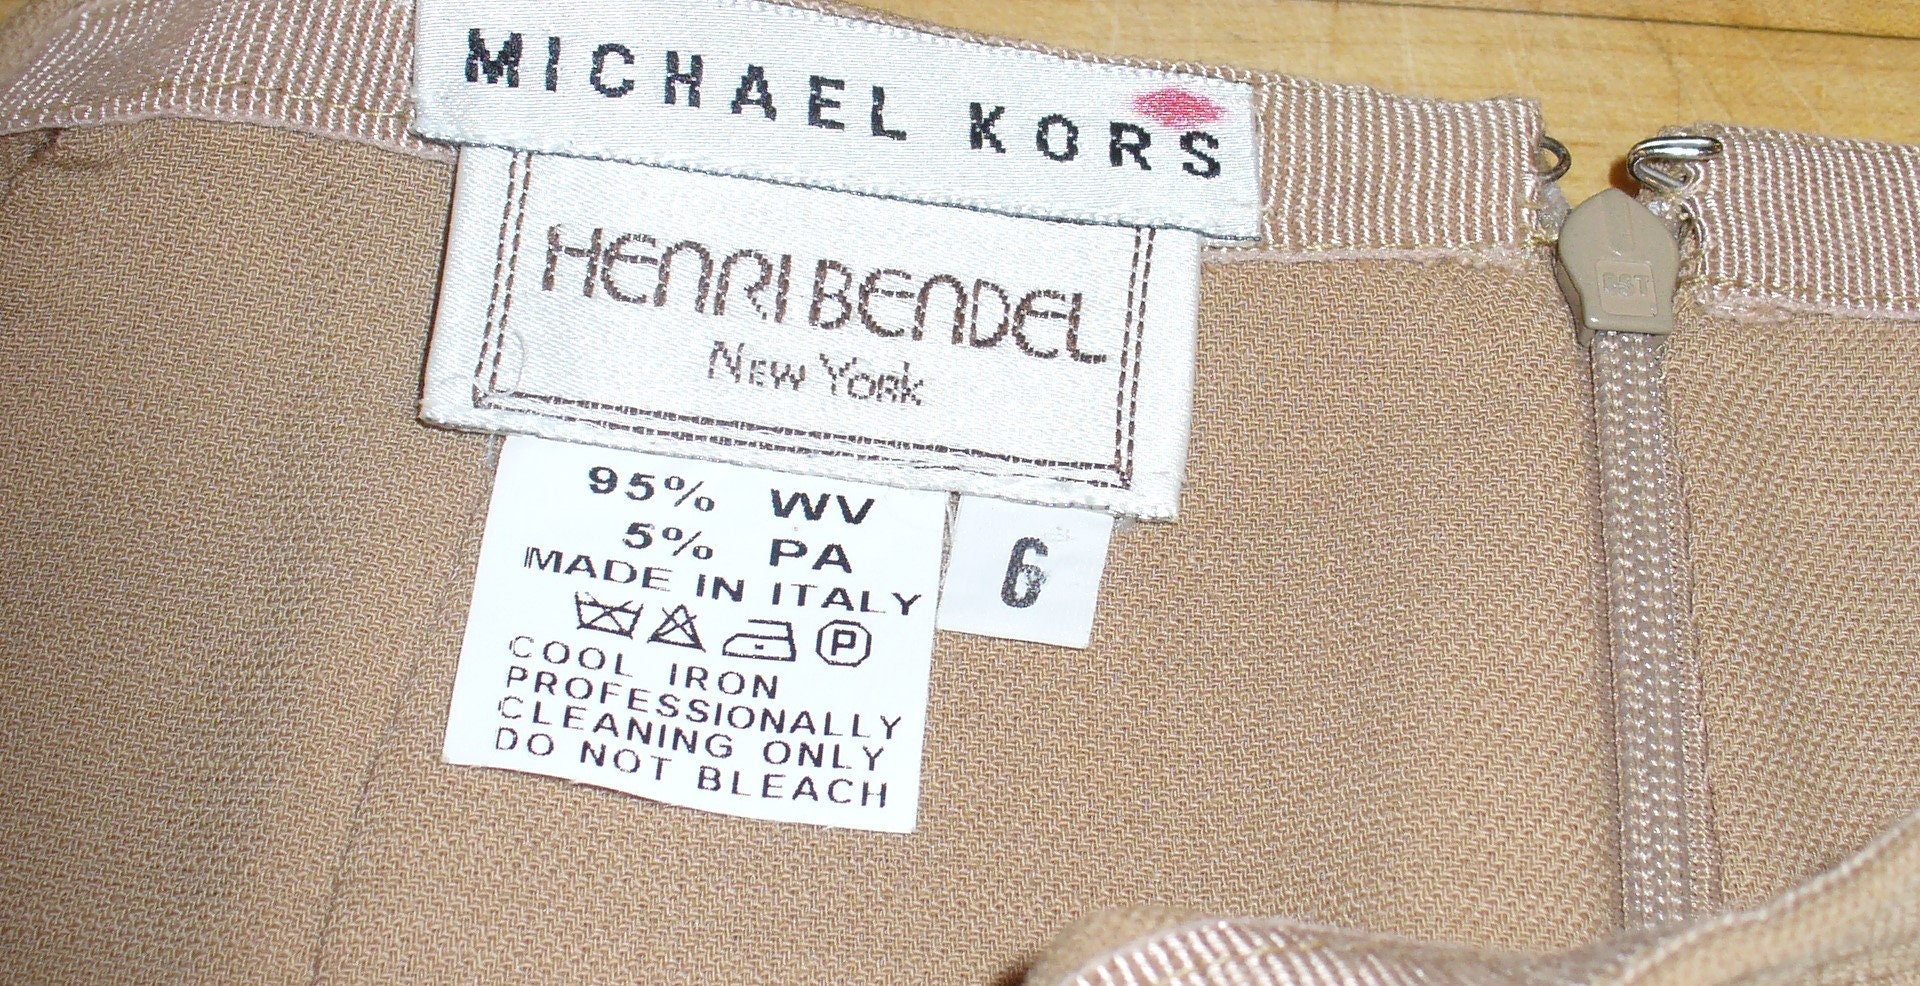 MICHAEL KORS
HENRI BENDEL
NEW YORK
95% WV
5% PA
MADE IN ITALY
P
COOL IRON
PROFESSIONALLY
CLEANING ONLY
DO NOT BLEACH
6